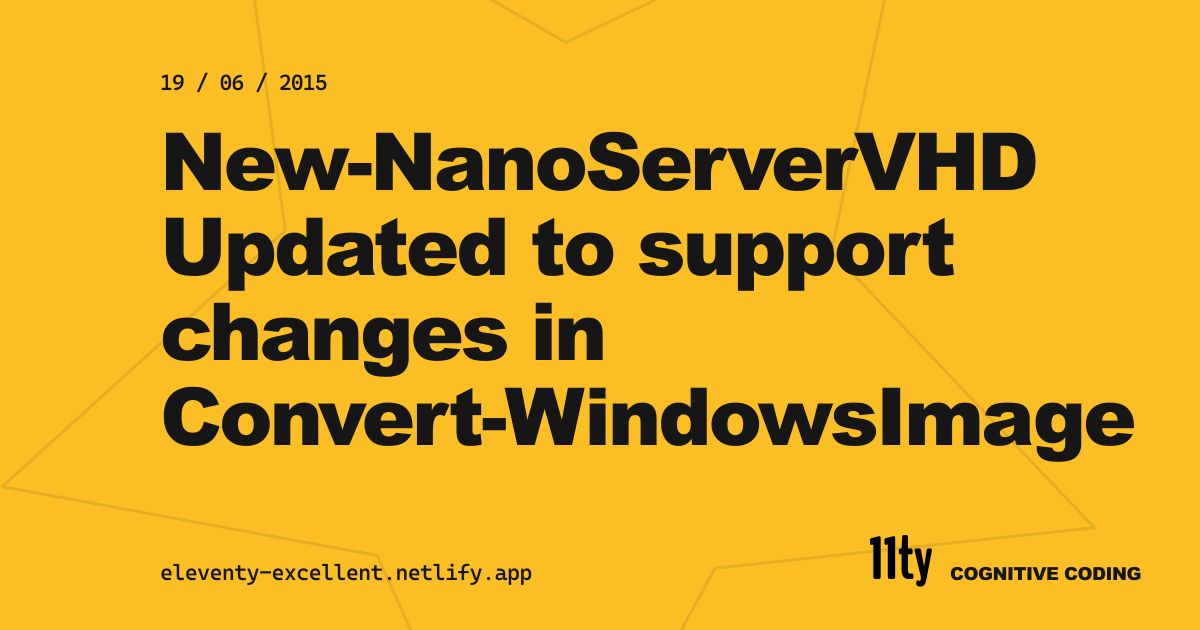 19 / 06 / 2015
New-NanoServerVHD
Updated to support
changes in
Convert-WindowsImage
eleventy-excellent.netlify.app
11ty COGNITIVE CODING